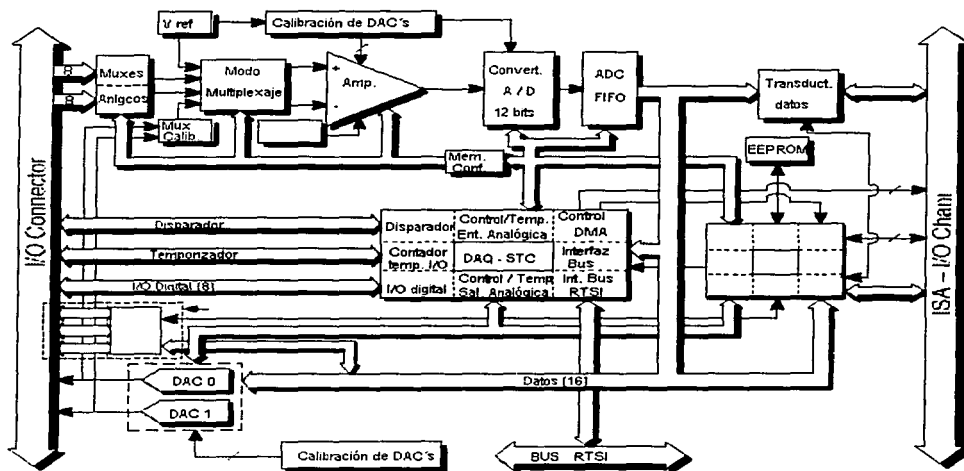 V ref
Calibración de DAC´s
8
Muxes
8
Anlgcos
Modo
Multiplexaje
Mux
Calib.
+
Amp.
-
Convert.
A / D
12 bits
ADC
FIFO
Transduct.
datos
EEPROM
Mem.
Conf.
I/O Connector
ISA - I/O Chanl
Disparador
Temporizador
I/O Digital [8]
Disparador
Control/Temp.
Ent. Analógica
Control
DMA
Contador
temp. I/O
DAQ - STC
Interfaz
Bus
I/O digital
Control / Temp
Sal. Analógica
Int. Bus
RTSI
DAC 0
DAC 1
Datos [16]
Calibración de DAC´s
BUS RTSI